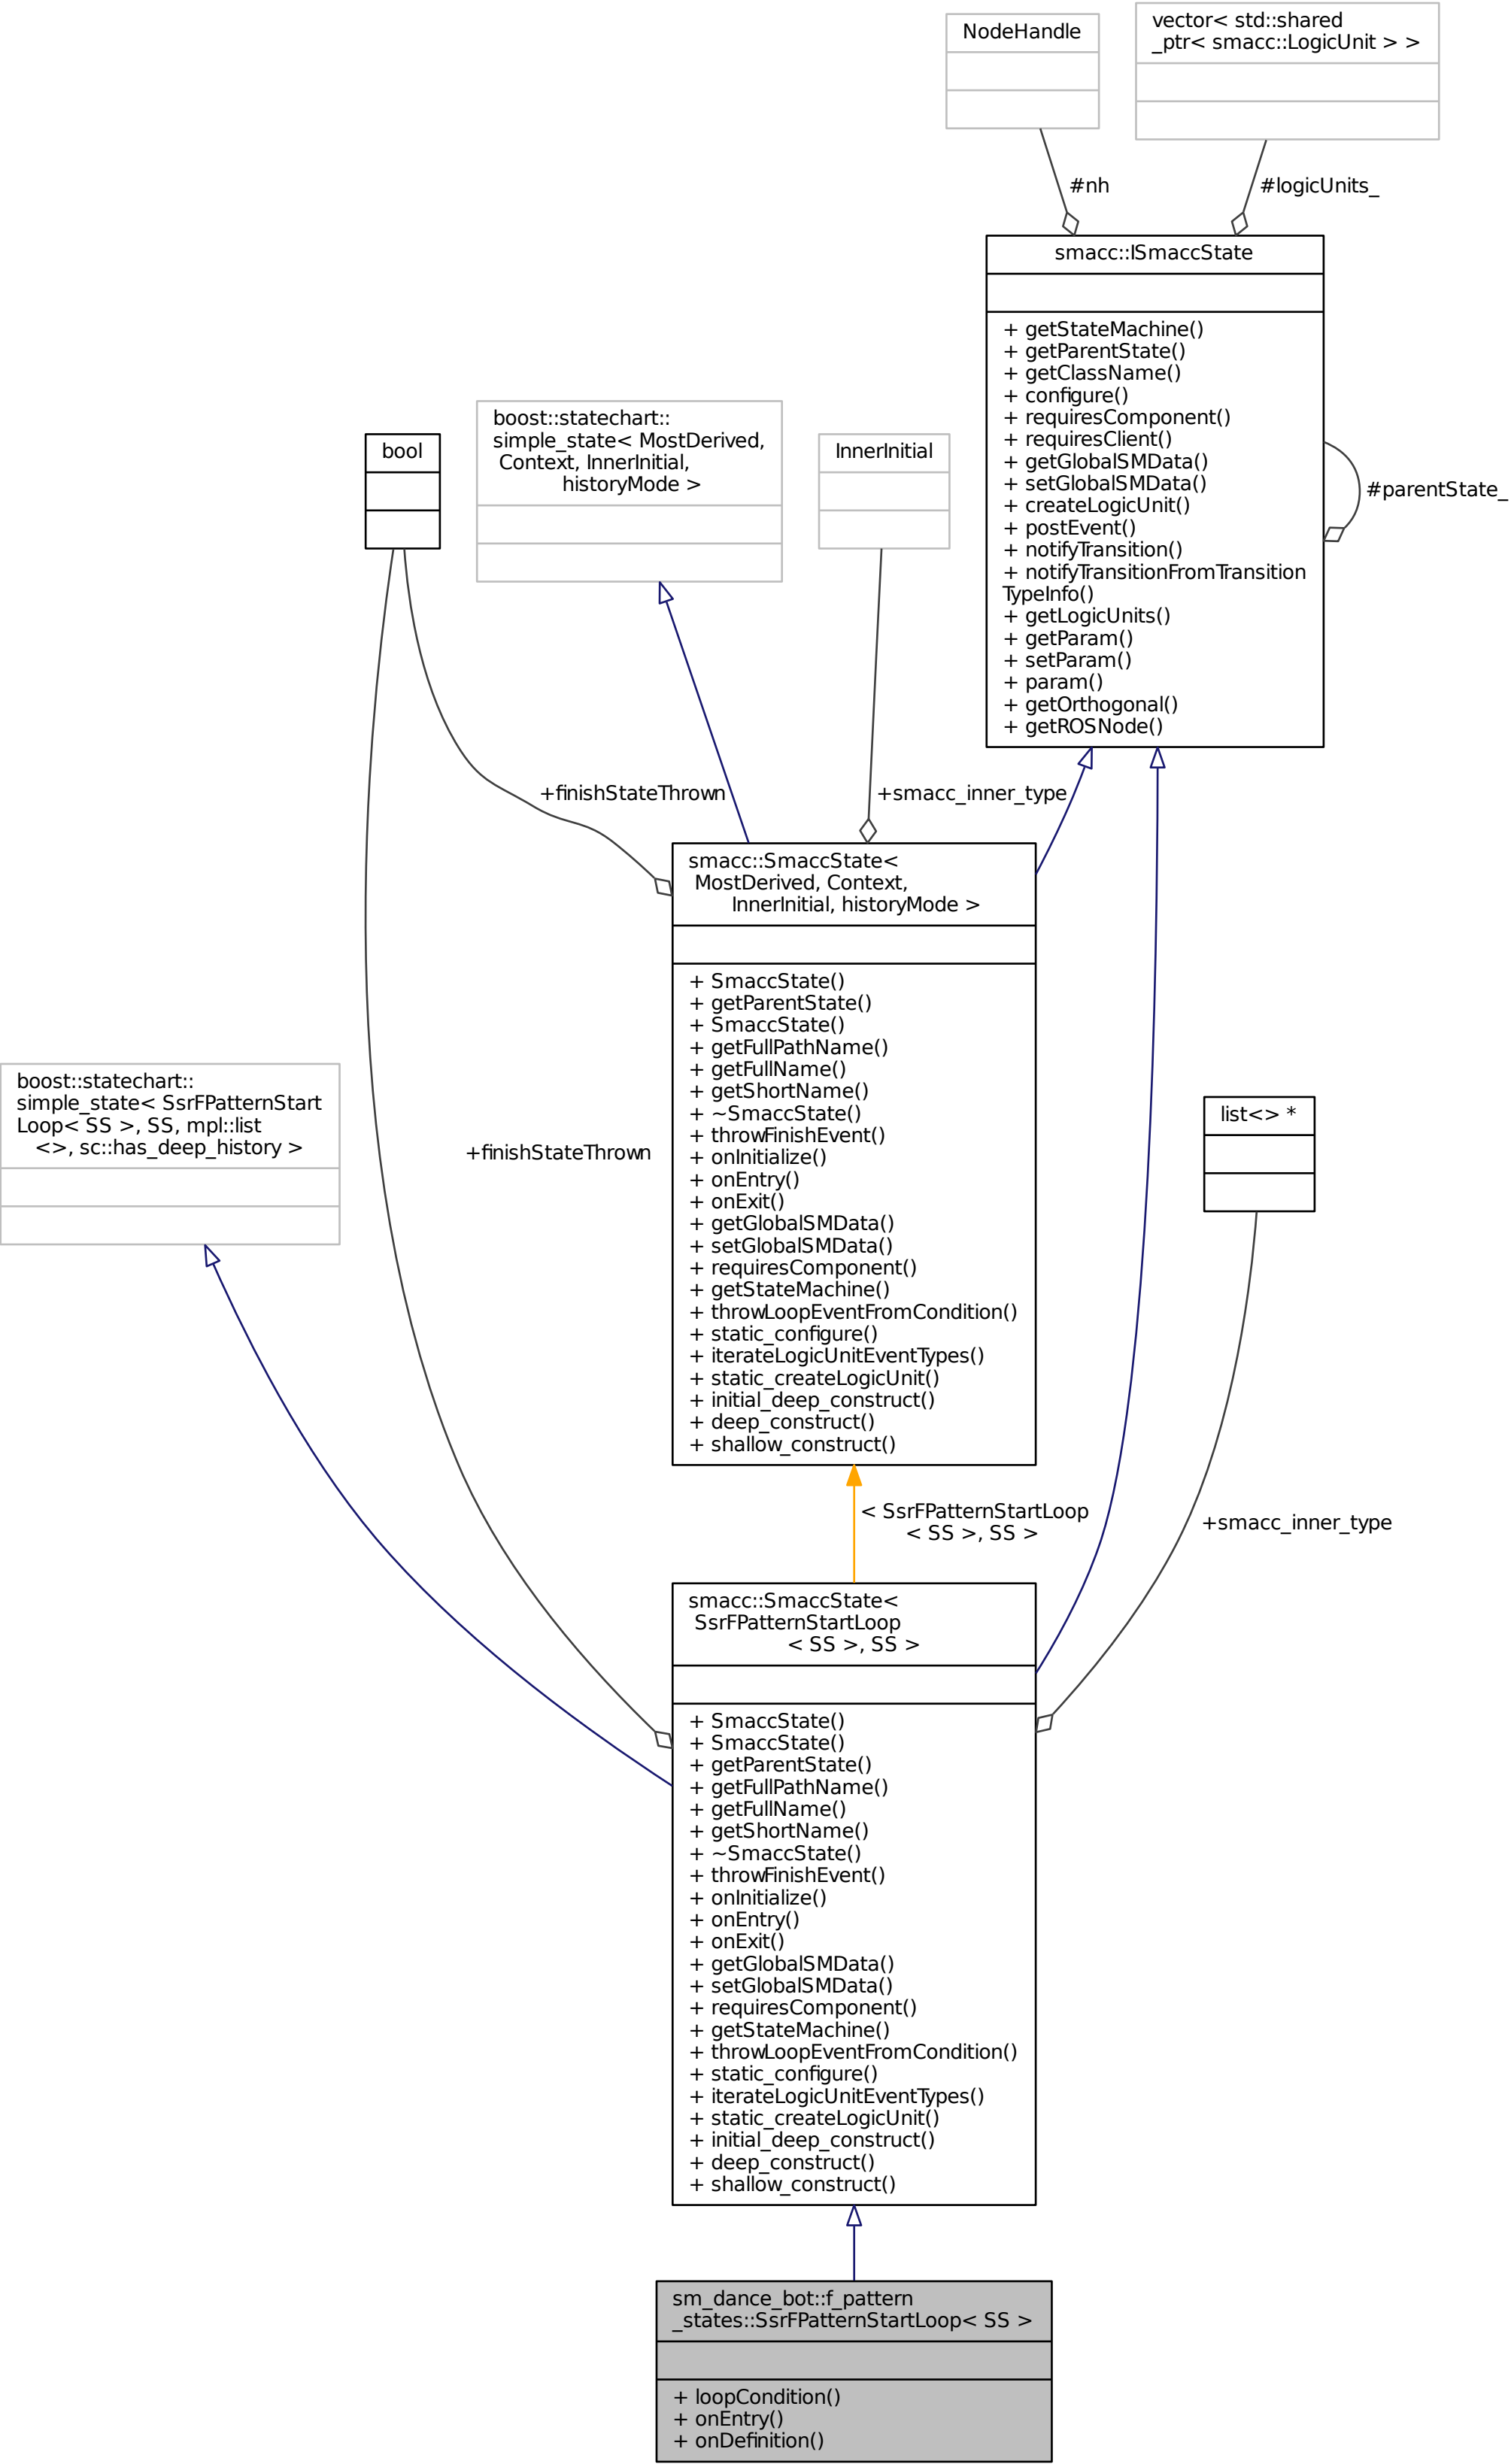 NodeHandle
vector< std::shared
_ptr< smacc::LogicUnit > >
#nh
#logicUnits_
smacc::ISmaccState
+ getStateMachine()
+ getParentState()
+ getClassName()
+ configure()
+ requiresComponent()
+ requiresClient()
+ getGlobalSMData()
+ setGlobalSMData()
+ createLogicUnit()
+ postEvent()
+ notifyTransition()
+ notifyTransitionFromTransition
TypeInfo()
+ getLogicUnits()
+ getParam()
+ setParam()
+ param()
+ getOrthogonal()
+ getROSNode()
#parentState_
bool
boost::statechart::
simple_state< MostDerived,
Context, InnerInitial,
historyMode >
InnerInitial
+finishStateThrown
+smacc_inner_type
smacc::SmaccState<
MostDerived, Context,
InnerInitial, historyMode >
+ SmaccState()
+ getParentState()
+ SmaccState()
+ getFullPathName()
+ getFullName()
+ getShortName()
+ ~SmaccState()
+ throwFinishEvent()
+ onInitialize()
+ onEntry()
+ onExit()
+ getGlobalSMData()
+ setGlobalSMData()
+ requiresComponent()
+ getStateMachine()
+ throwLoopEventFromCondition()
+ static_configure()
+ iterateLogicUnitEventTypes()
+ static_createLogicUnit()
+ initial_deep_construct()
+ deep_construct()
+ shallow_construct()
boost::statechart::
simple_state< SsrFPatternStart
Loop< SS >, SS, mpl::list
<>, sc::has_deep_history >
+finishStateThrown
list<> *
< SsrFPatternStartLoop
< SS >, SS >
+smacc_inner_type
smacc::SmaccState<
SsrFPatternStartLoop
< SS >, SS >
+ SmaccState()
+ SmaccState()
+ getParentState()
+ getFullPathName()
+ getFullName()
+ getShortName()
+ ~SmaccState()
+ throwFinishEvent()
+ onInitialize()
+ onEntry()
+ onExit()
+ getGlobalSMData()
+ setGlobalSMData()
+ requiresComponent()
+ getStateMachine()
+ throwLoopEventFromCondition()
+ static_configure()
+ iterateLogicUnitEventTypes()
+ static_createLogicUnit()
+ initial_deep_construct()
+ deep_construct()
+ shallow_construct()
sm_dance_bot::f_pattern
_states::SsrFPatternStartLoop< SS >
+ loopCondition()
+ onEntry()
+ onDefinition()